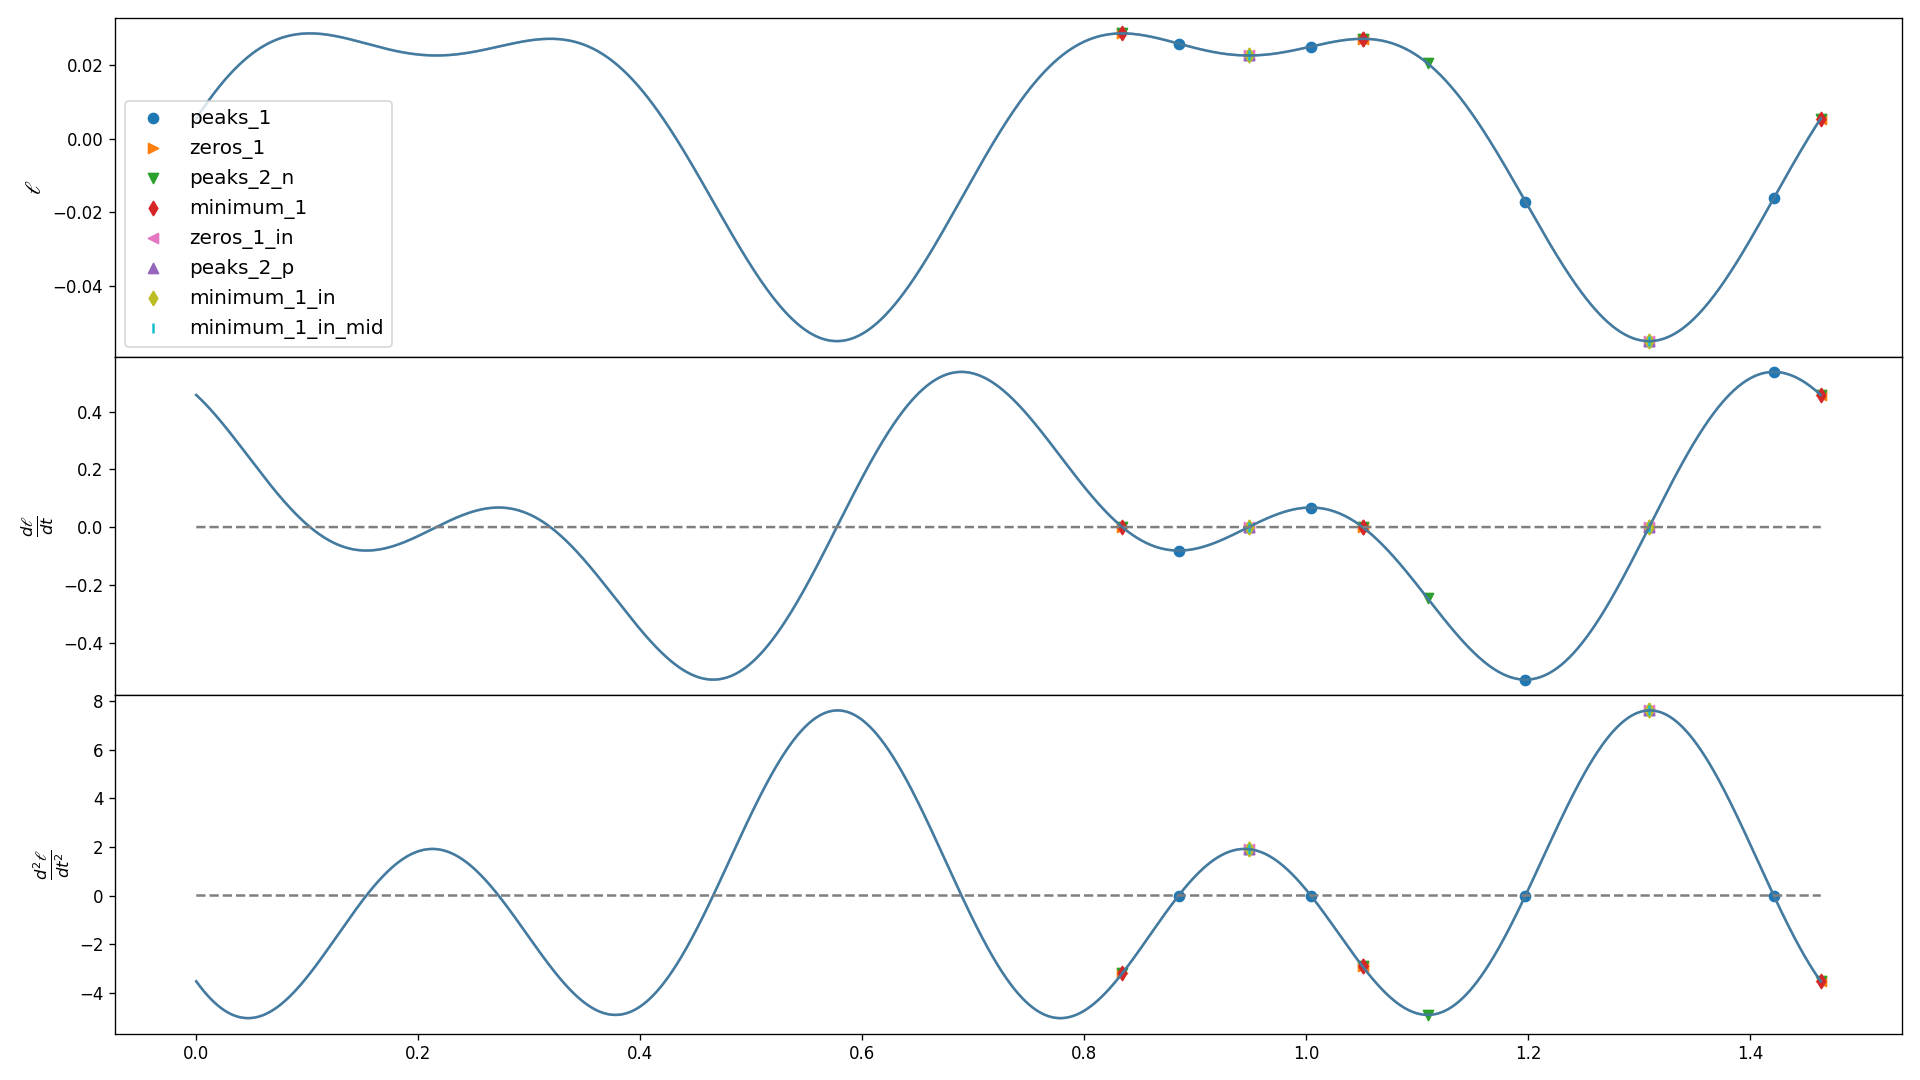 0.02
0.00
−0.02
−0.04
ℓ
peaks_1
zeros_1
peaks_2_n
minimum_1
zeros_1_in
peaks_2_p
minimum_1_in
minimum_1_in_mid
0.4
0.2
0.0
−0.2
−0.4
dℓ
dt
8
6
4
2
0
−2
−4
d²ℓ
dt²
0.0 0.2 0.4 0.6 0.8 1.0 1.2 1.4